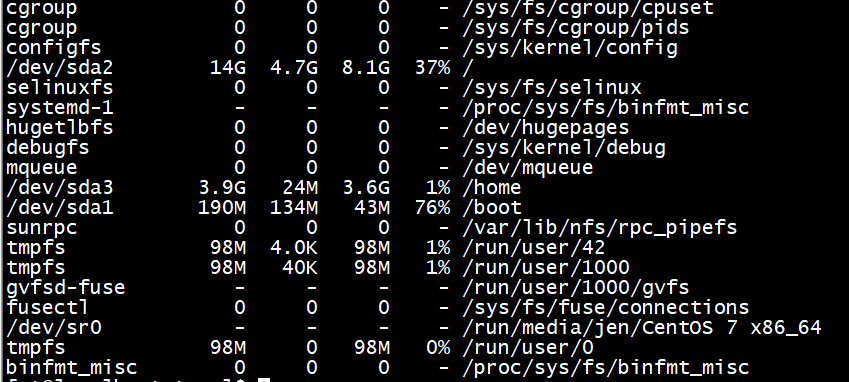 cgroup 0 0 0 - /sys/fs/cgroup/cpuset
cgroup 0 0 0 - /sys/fs/cgroup/pids
configfs 0 0 0 - /sys/kernel/config
/dev/sda2 14G 4.7G 8.1G 37% /
selinuxfs 0 0 0 - /sys/fs/selinux
systemd-1 - - - - /proc/sys/fs/binfmt_misc
hugetlbfs 0 0 0 - /dev/hugepages
debugfs 0 0 0 - /sys/kernel/debug
mqueue 0 0 0 - /dev/mqueue
/dev/sda3 3.9G 24M 3.6G 1% /home
/dev/sda1 190M 134M 43M 76% /boot
sunrpc 0 0 0 - /var/lib/nfs/rpc_pipefs
tmpfs 98M 4.0K 98M 1% /run/user/42
tmpfs 98M 40K 98M 1% /run/user/1000
gvfsd-fuse - - - - /run/user/1000/gvfs
fusectl 0 0 0 - /sys/fs/fuse/connections
/dev/sr0 - - - - /run/media/jen/CentOS 7 x86_64
tmpfs 98M 0 98M 0% /run/user/0
binfmt_misc 0 0 0 - /proc/sys/fs/binfmt_misc